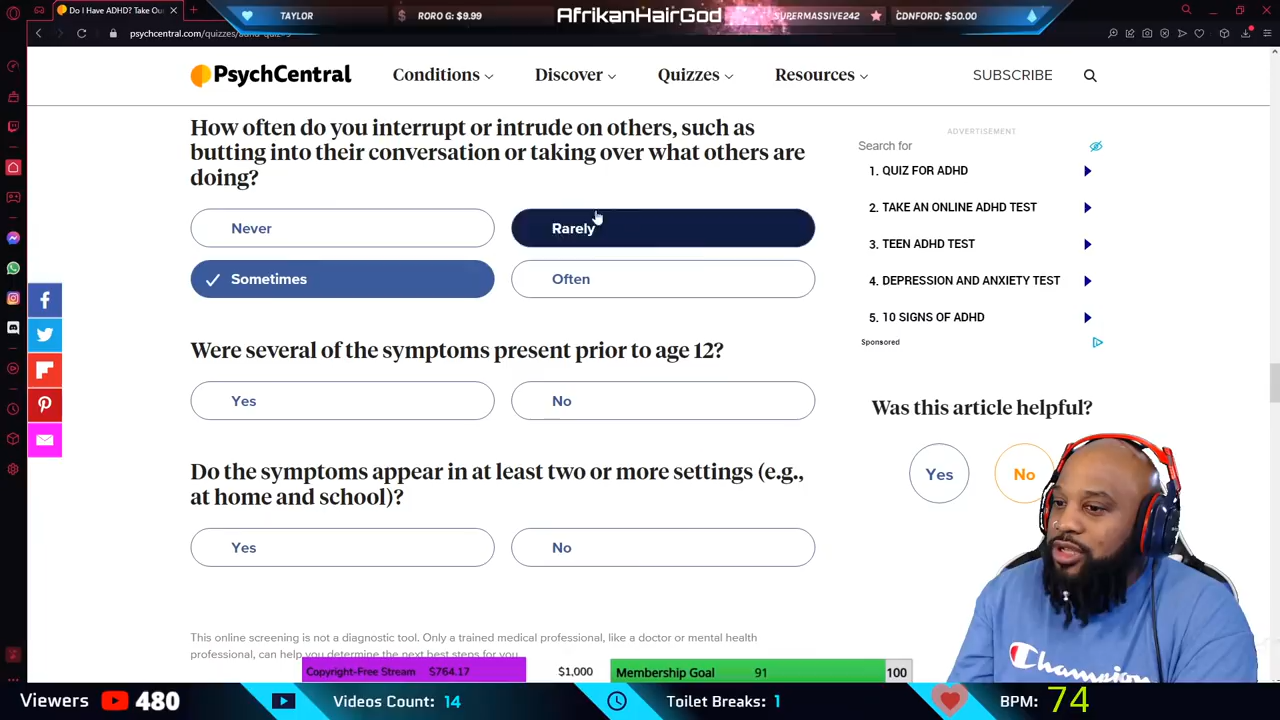 Do I Have ADHD? Take Our
TAYLOR
RORO G: $9.99
AfrikanHairGod
SUPERMASSIVE242
CDNFORD: $50.00
PsychCentral
Conditions
Discover
Quizzes
Resources
SUBSCRIBE
How often do you interrupt or intrude on others, such as
butting into their conversation or taking over what others are
doing?
Never
Rarely
Sometimes
Often
Were several of the symptoms present prior to age 12?
Yes
No
Do the symptoms appear in at least two or more settings (e.g.,
at home and school)?
Yes
No
This online screening is not a diagnostic tool. Only a trained medical professional, like a doctor or mental health
professional, can help you determine the next best steps for you.
ADVERTISEMENT
Search for
1. QUIZ FOR ADHD
2. TAKE AN ONLINE ADHD TEST
3. TEEN ADHD TEST
4. DEPRESSION AND ANXIETY TEST
5. 10 SIGNS OF ADHD
Sponsored
Was this article helpful?
Yes
No
Champion
Copyright-Free Stream $764.17 $1,000
Membership Goal 91 100
Viewers 480
Videos Count: 14
Toilet Breaks: 1
BPM: 74